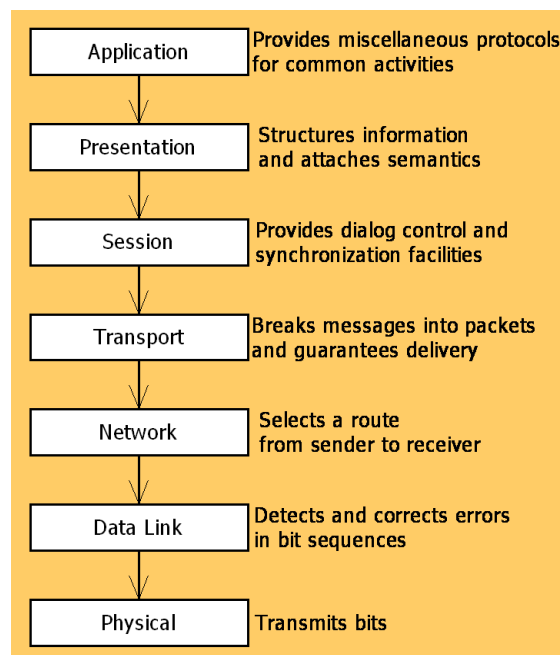 Application
Provides miscellaneous protocols
for common activities
Presentation
Structures information
and attaches semantics
Session
Provides dialog control and
synchronization facilities
Transport
Breaks messages into packets
and guarantees delivery
Network
Selects a route
from sender to receiver
Data Link
Detects and corrects errors
in bit sequences
Physical
Transmits bits